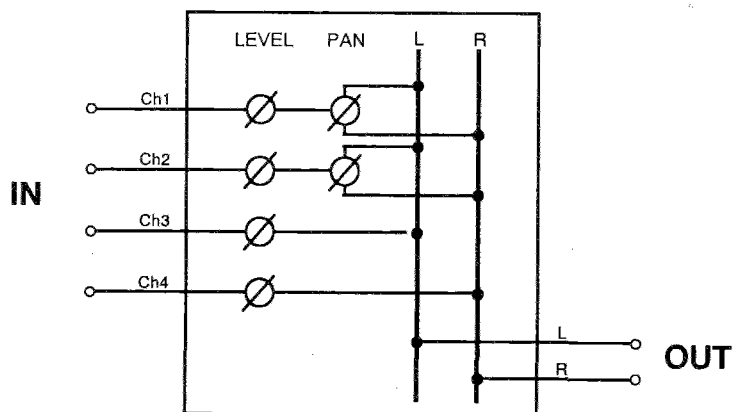 LEVEL PAN L R
Ch1
Ch2
IN
Ch3
Ch4
L
OUT
R